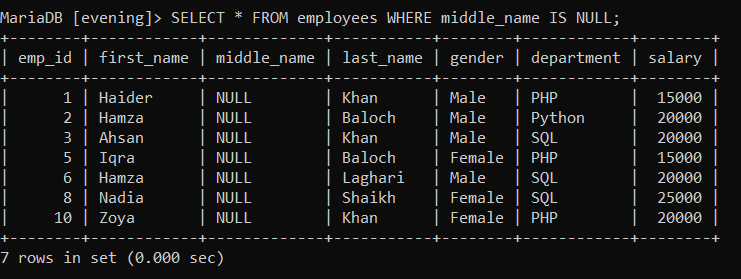 MariaDB [evening]> SELECT * FROM employees WHERE middle_name IS NULL;
+--------+------------+-------------+-----------+--------+------------+--------+
| emp_id | first_name | middle_name | last_name | gender | department | salary |
+--------+------------+-------------+-----------+--------+------------+--------+
|      1 | Haider     | NULL        | Khan      | Male   | PHP        |  15000 |
|      2 | Hamza      | NULL        | Baloch    | Male   | Python     |  20000 |
|      3 | Ahsan      | NULL        | Khan      | Male   | SQL        |  20000 |
|      5 | Iqra       | NULL        | Baloch    | Female | PHP        |  15000 |
|      6 | Hamza      | NULL        | Laghari   | Male   | SQL        |  20000 |
|      8 | Nadia      | NULL        | Shaikh    | Female | SQL        |  25000 |
|     10 | Zoya       | NULL        | Khan      | Female | PHP        |  20000 |
+--------+------------+-------------+-----------+--------+------------+--------+
7 rows in set (0.000 sec)